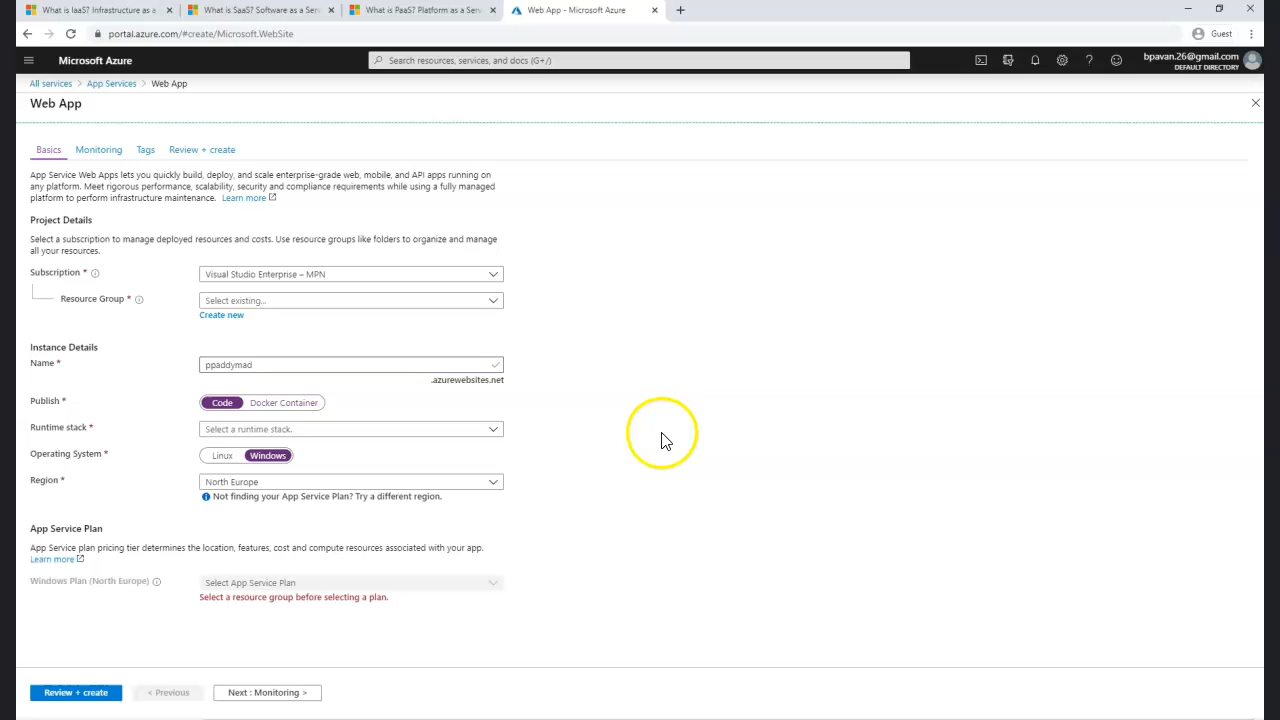 What is IaaS? Infrastructure as a
What is SaaS? Software as a Serv
What is PaaS? Platform as a Servi
Web App - Microsoft Azure
portal.azure.com/#create/Microsoft.WebSite
Guest
Microsoft Azure
Search resources, services, and docs (G+/)
bpavan.26@gmail.com
DEFAULT DIRECTORY
All services > App Services > Web App
Web App
Basics Monitoring Tags Review + create
App Service Web Apps lets you quickly build, deploy, and scale enterprise-grade web, mobile, and API apps running on
any platform. Meet rigorous performance, scalability, security and compliance requirements while using a fully managed
platform to perform infrastructure maintenance. Learn more
Project Details
Select a subscription to manage deployed resources and costs. Use resource groups like folders to organize and manage
all your resources.
Subscription * Visual Studio Enterprise – MPN
Resource Group * Select existing...
Create new
Instance Details
Name * ppaddymad
.azurewebsites.net
Publish * Code Docker Container
Runtime stack * Select a runtime stack.
Operating System * Linux Windows
Region * North Europe
Not finding your App Service Plan? Try a different region.
App Service Plan
App Service plan pricing tier determines the location, features, cost and compute resources associated with your app.
Learn more
Windows Plan (North Europe) Select App Service Plan
Select a resource group before selecting a plan.
Review + create < Previous Next : Monitoring >